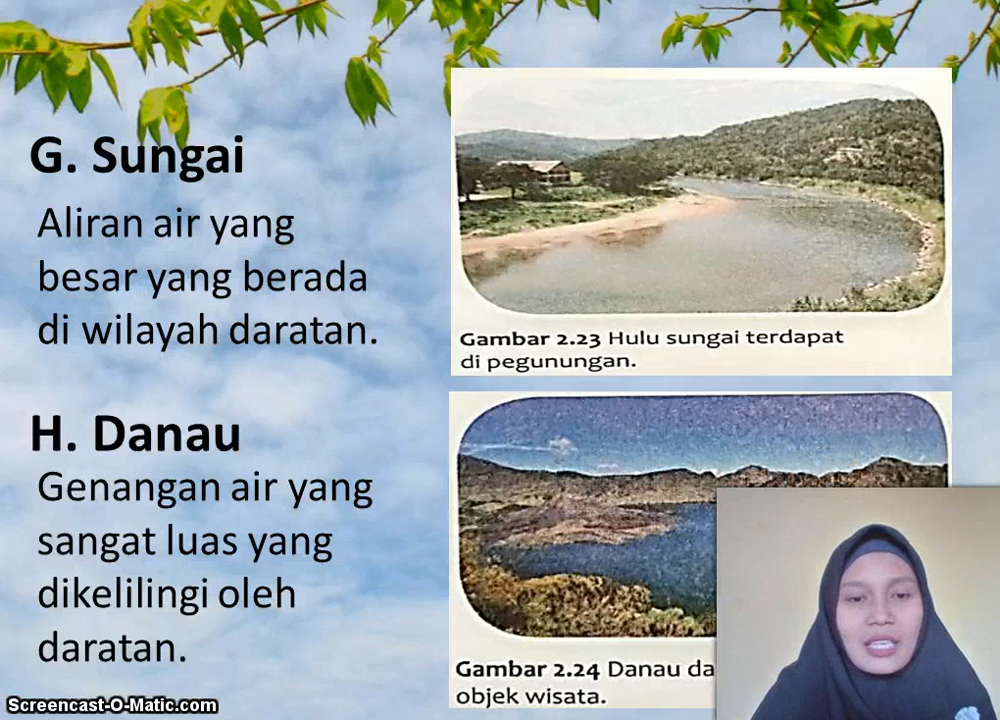 G. Sungai
Aliran air yang
besar yang berada
di wilayah daratan.
Gambar 2.23 Hulu sungai terdapat
di pegunungan.
H. Danau
Genangan air yang
sangat luas yang
dikelilingi oleh
daratan.
Gambar 2.24 Danau da
objek wisata.
Screencast-O-Matic.com